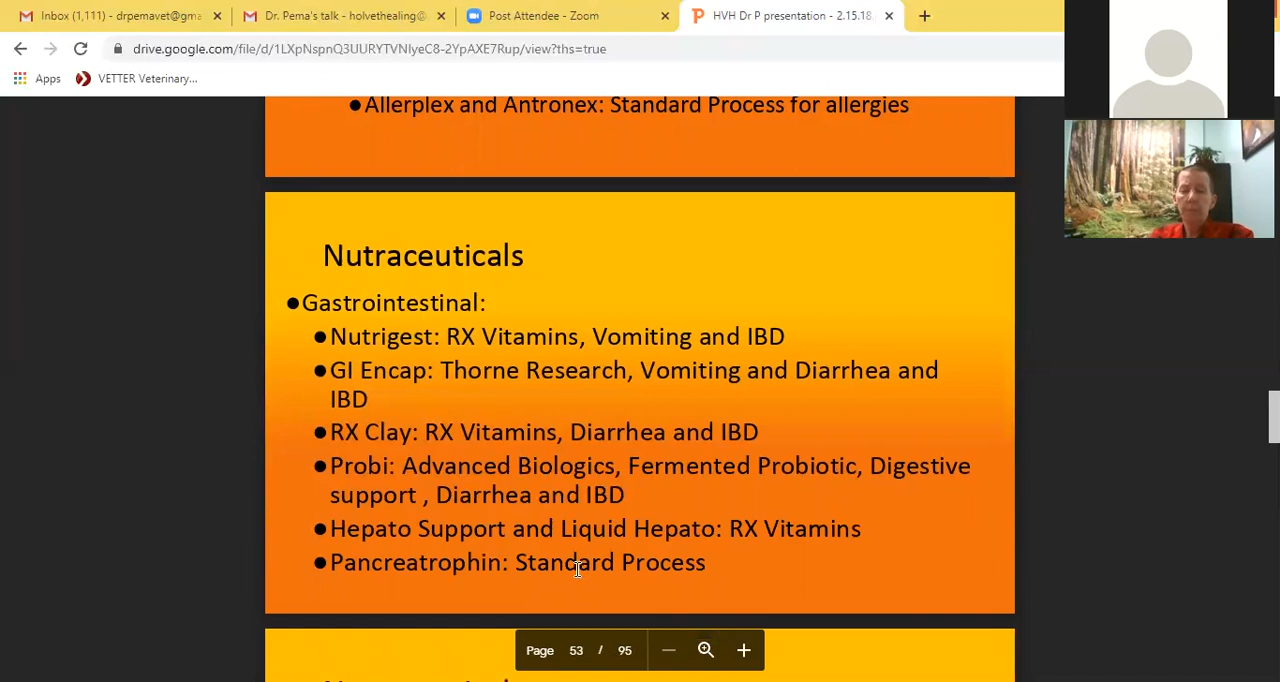 Inbox (1,111) - drpemavet@gma
Dr. Pema's talk - holvethealing@
Post Attendee - Zoom
HVH Dr P presentation - 2.15.18.
drive.google.com/file/d/1LXpNspnQ3UURYTVNIyeC8-2YpAXE7Rup/view?ths=true
Apps
VETTER Veterinary...
●Allerplex and Antronex: Standard Process for allergies
Nutraceuticals
●Gastrointestinal:
●Nutrigest: RX Vitamins, Vomiting and IBD
●GI Encap: Thorne Research, Vomiting and Diarrhea and
IBD
●RX Clay: RX Vitamins, Diarrhea and IBD
●Probi: Advanced Biologics, Fermented Probiotic, Digestive
support , Diarrhea and IBD
●Hepato Support and Liquid Hepato: RX Vitamins
●Pancreatrophin: Standard Process
Page 53 / 95